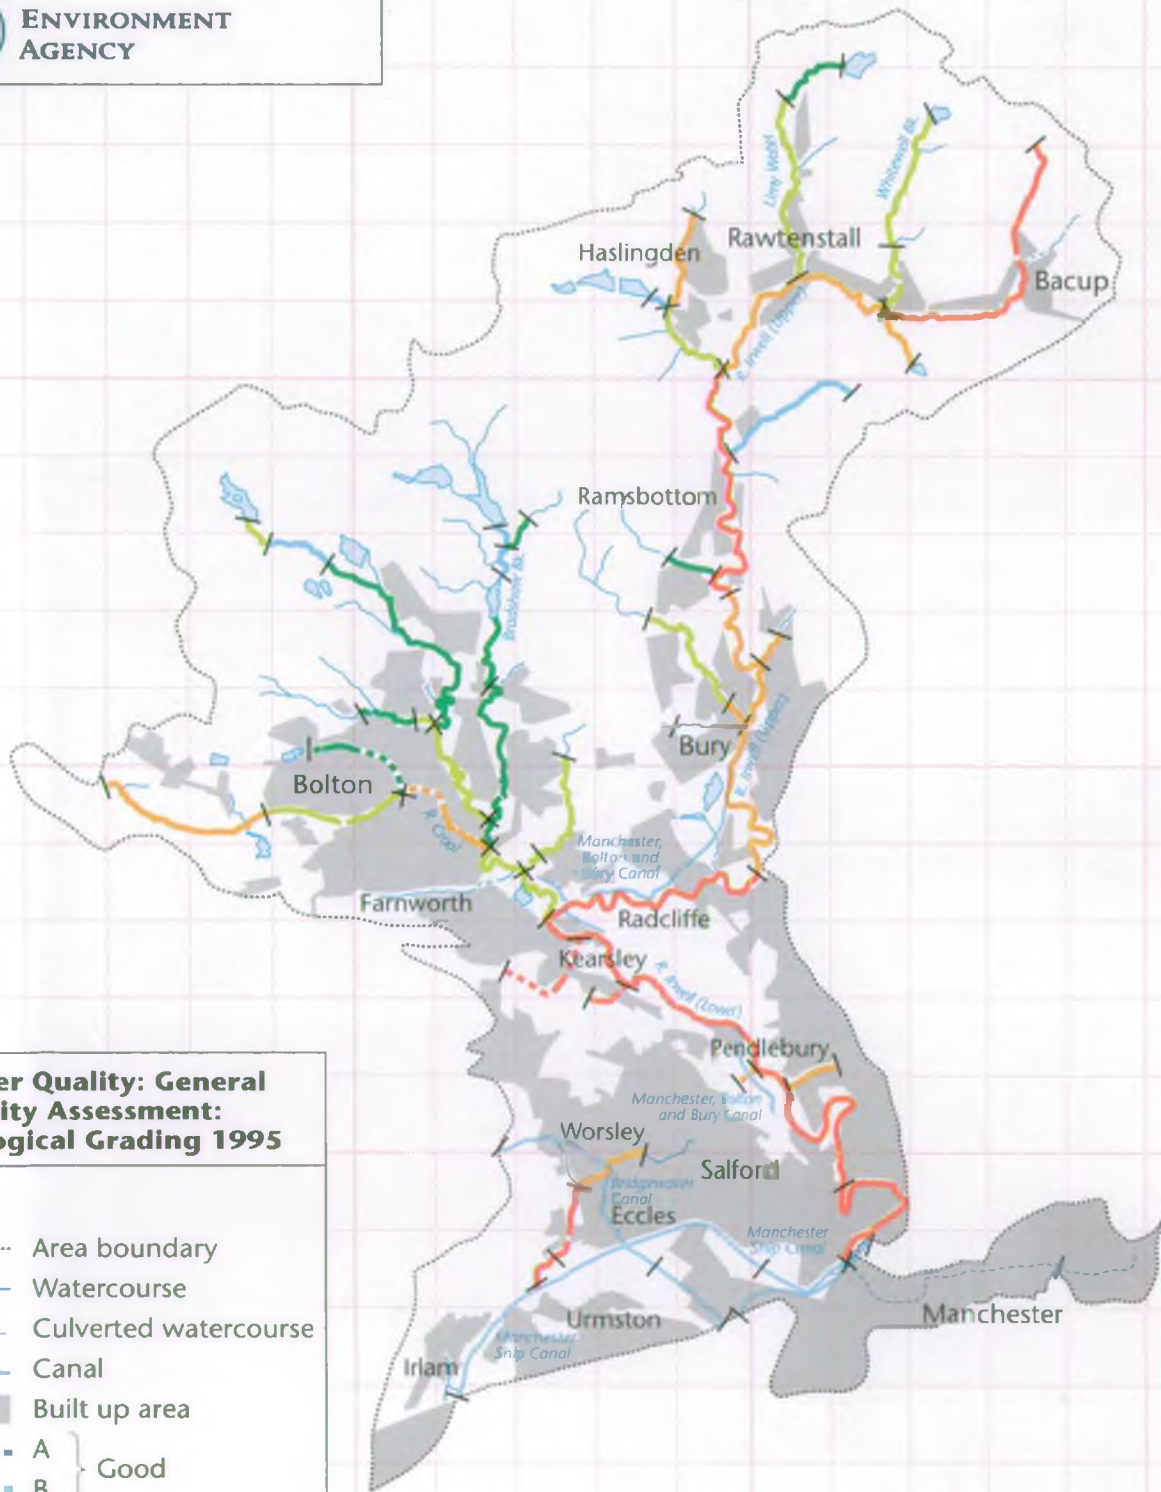 ENVIRONMENT
AGENCY
Limy Water
Whitewell Bk.
Haslingden
Rawtenstall
Bacup
R. Irwell (Upper)
Ramsbottom
Bradshaw Bk.
Bury
R. Irwell (Upper)
Bolton
R. Croal
Manchester,
Bolton and
Bury Canal
Farnworth
Radcliffe
Kearsley
R. Irwell (Lower)
Pendlebury
Manchester, Bolton
and Bury Canal
Worsley
Salford
Bridgewater
Canal
Eccles
Manchester
Ship Canal
Urmston
Manchester
Manchester
Ship Canal
Irlam
er Quality: General
ity Assessment:
ogical Grading 1995
Area boundary
Watercourse
Culverted watercourse
Canal
Built up area
A
Good
B